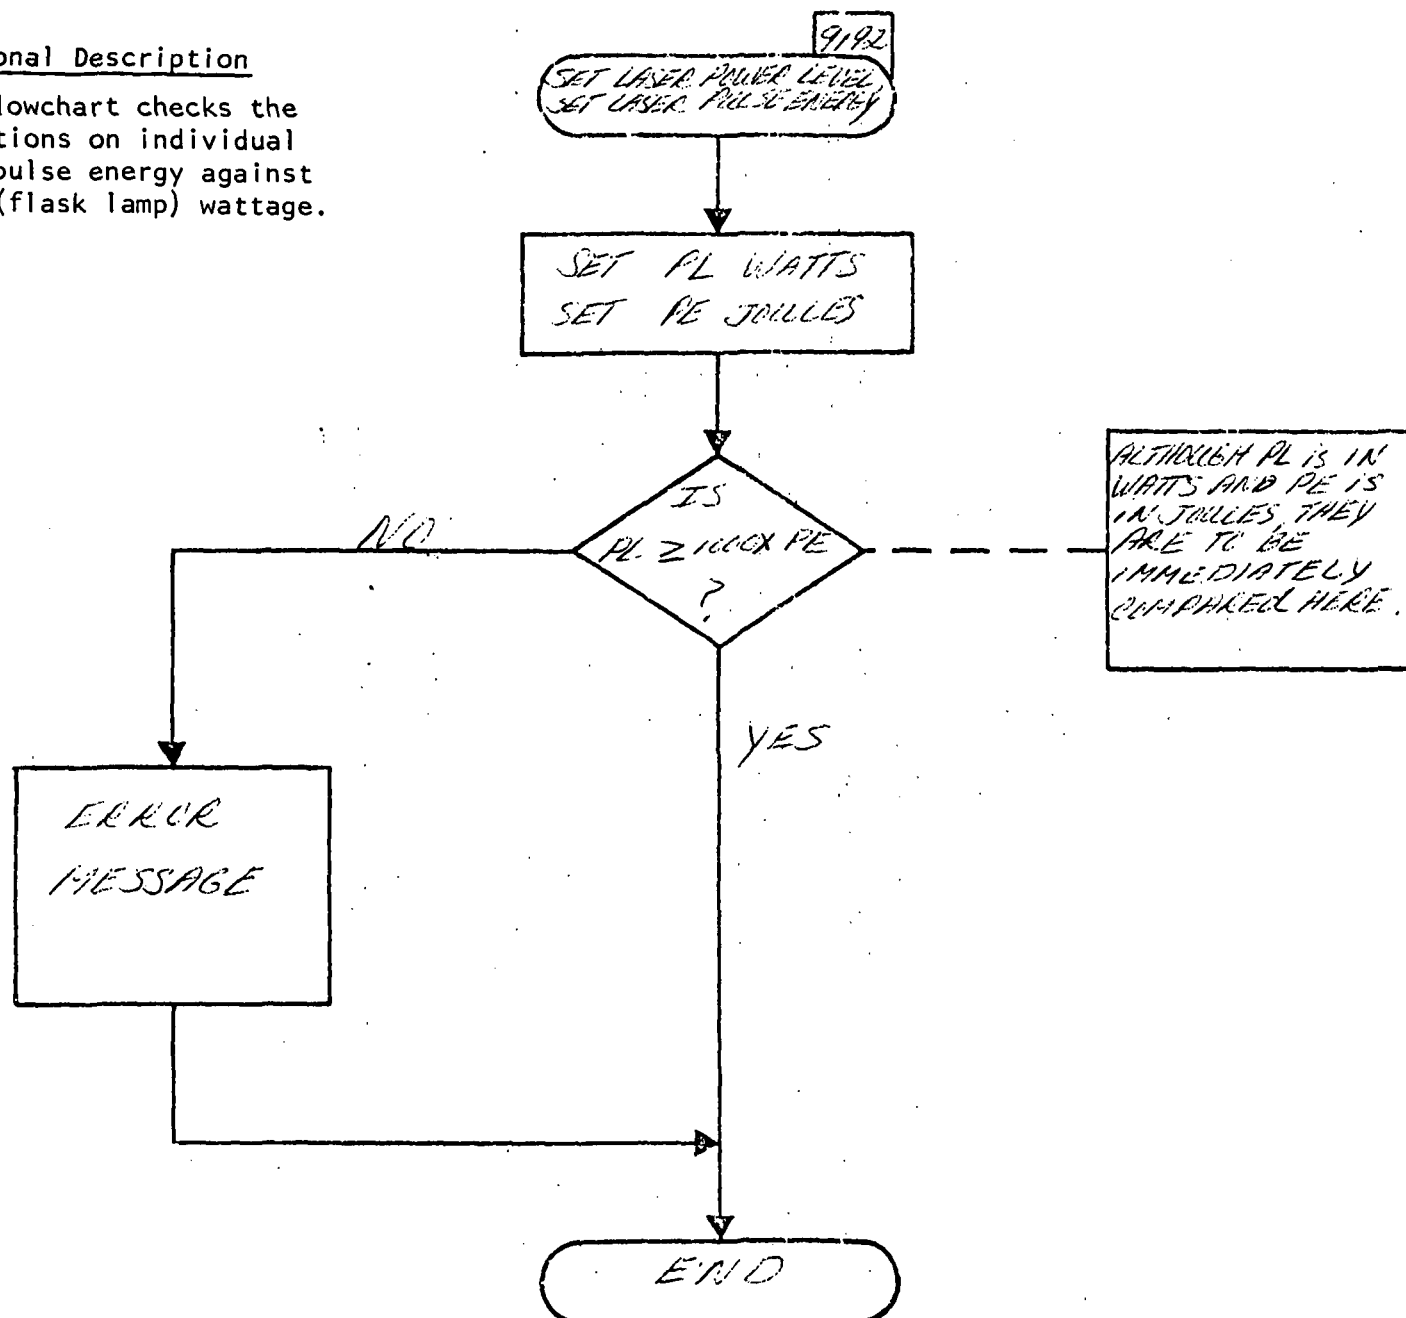 onal Description
lowchart checks the
tions on individual
pulse energy against
(flask lamp) wattage.
9,92
SET LASER POWER LEVEL,
SET LASER PULSE ENERGY
SET PL WATTS
SET PE JOULES
IS
PL ≥ 1000X PE
?
NO
ALTHOUGH PL is IN
WATTS AND PE is
IN JOULES, THEY
ARE TO BE
IMMEDIATELY
COMPARED HERE.
YES
ERROR
MESSAGE
END